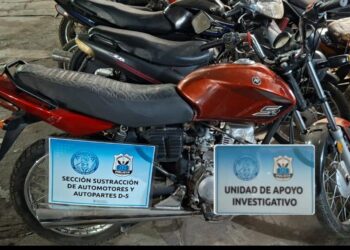 SECCIÓN SUSTRACCIÓN
DE AUTOMOTORES Y
AUTOPARTES D-5
UNIDAD DE APOYO
INVESTIGATIVO